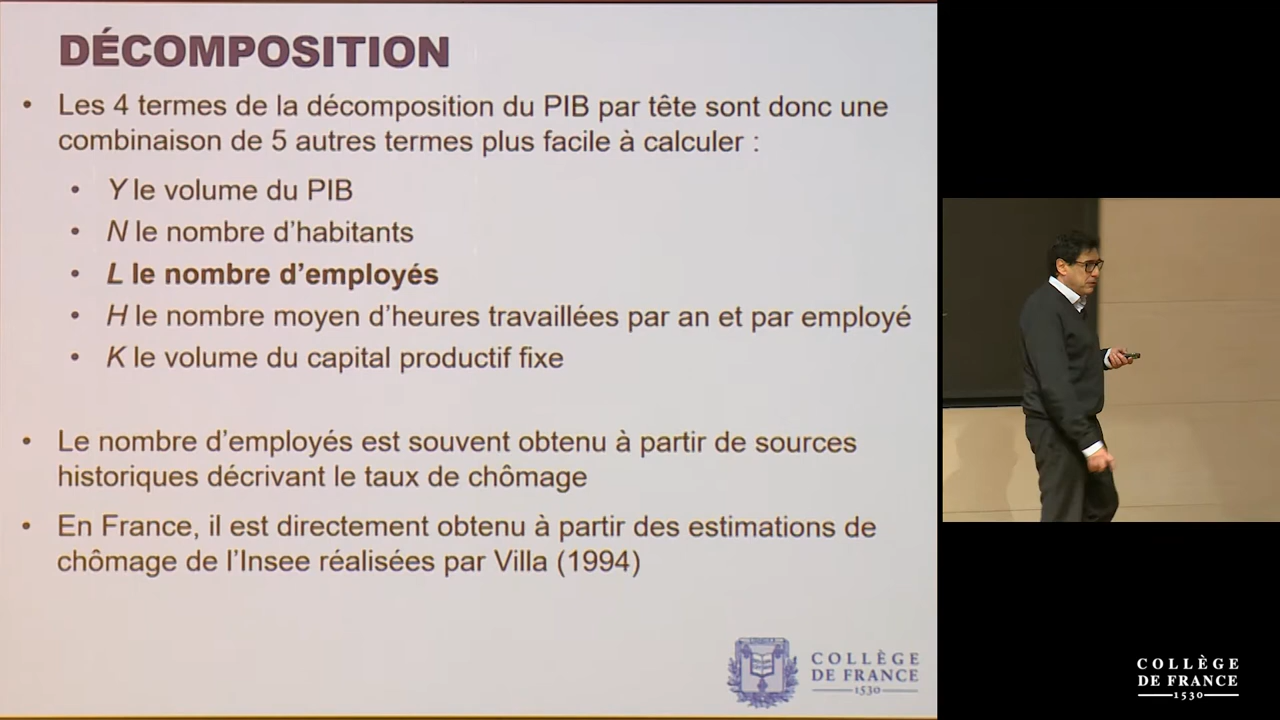 DÉCOMPOSITION
• Les 4 termes de la décomposition du PIB par tête sont donc une
combinaison de 5 autres termes plus facile à calculer :
• Y le volume du PIB
• N le nombre d'habitants
• L le nombre d'employés
• H le nombre moyen d'heures travaillées par an et par employé
• K le volume du capital productif fixe
• Le nombre d'employés est souvent obtenu à partir de sources
historiques décrivant le taux de chômage
• En France, il est directement obtenu à partir des estimations de
chômage de l'Insee réalisées par Villa (1994)
COLLÈGE
DE FRANCE
1530
COLLÈGE
DE FRANCE
1530